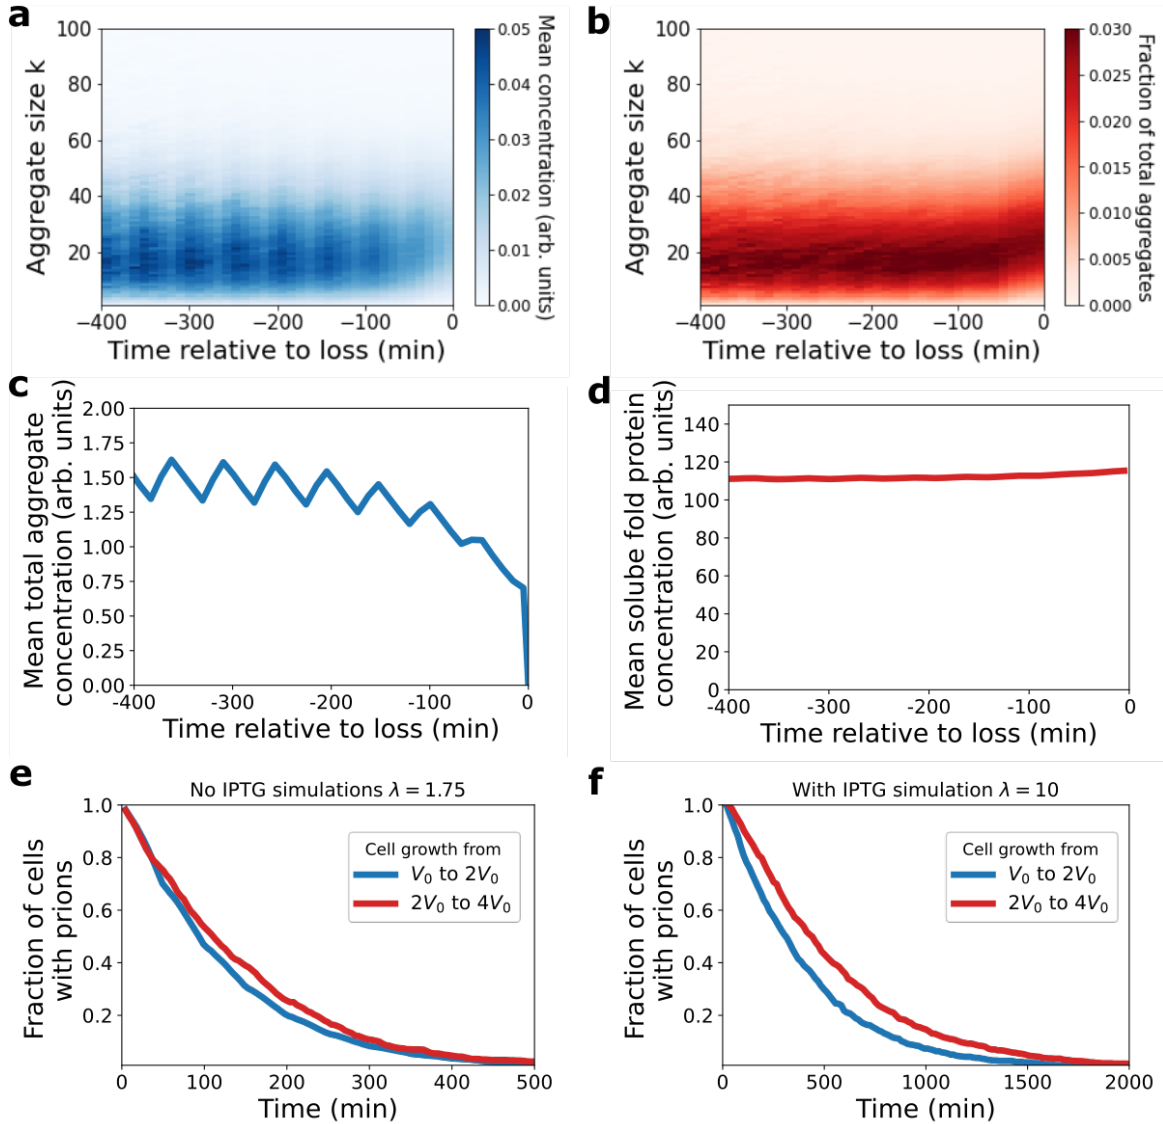 a
100
80
60
40
20
−400
−300
−200
−100
0
Time relative to loss (min)
Aggregate size k
0.05
0.04
0.03
0.02
0.01
0.00
Mean concentration (arb. units)
b
100
80
60
40
20
−400
−300
−200
−100
0
Time relative to loss (min)
Aggregate size k
0.030
0.025
0.020
0.015
0.010
0.005
0.000
Fraction of total aggregates
c
Mean total aggregate
concentration (arb. units)
2.00
1.75
1.50
1.25
1.00
0.75
0.50
0.25
0.00
-400
-300
-200
-100
0
Time relative to loss (min)
d
Mean solube fold protein
concentration (arb. units)
140
120
100
80
60
40
20
0
-400
-300
-200
-100
0
Time relative to loss (min)
e
No IPTG simulations λ = 1.75
Fraction of cells
with prions
1.0
0.8
0.6
0.4
0.2
Cell growth from
V₀ to 2V₀
2V₀ to 4V₀
0
100
200
300
400
500
Time (min)
f
With IPTG simulation λ = 10
Fraction of cells
with prions
1.0
0.8
0.6
0.4
0.2
Cell growth from
V₀ to 2V₀
2V₀ to 4V₀
0
500
1000
1500
2000
Time (min)